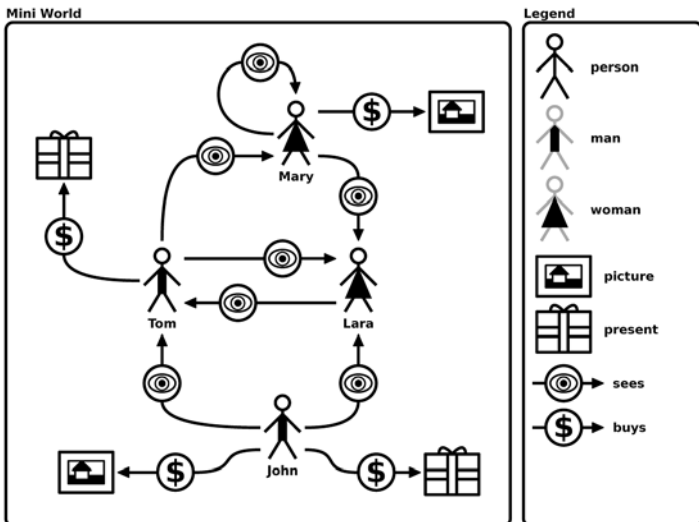 Mini World
Legend
person
man
woman
picture
present
sees
buys
$
Mary
$
Tom
Lara
John
$
$
$